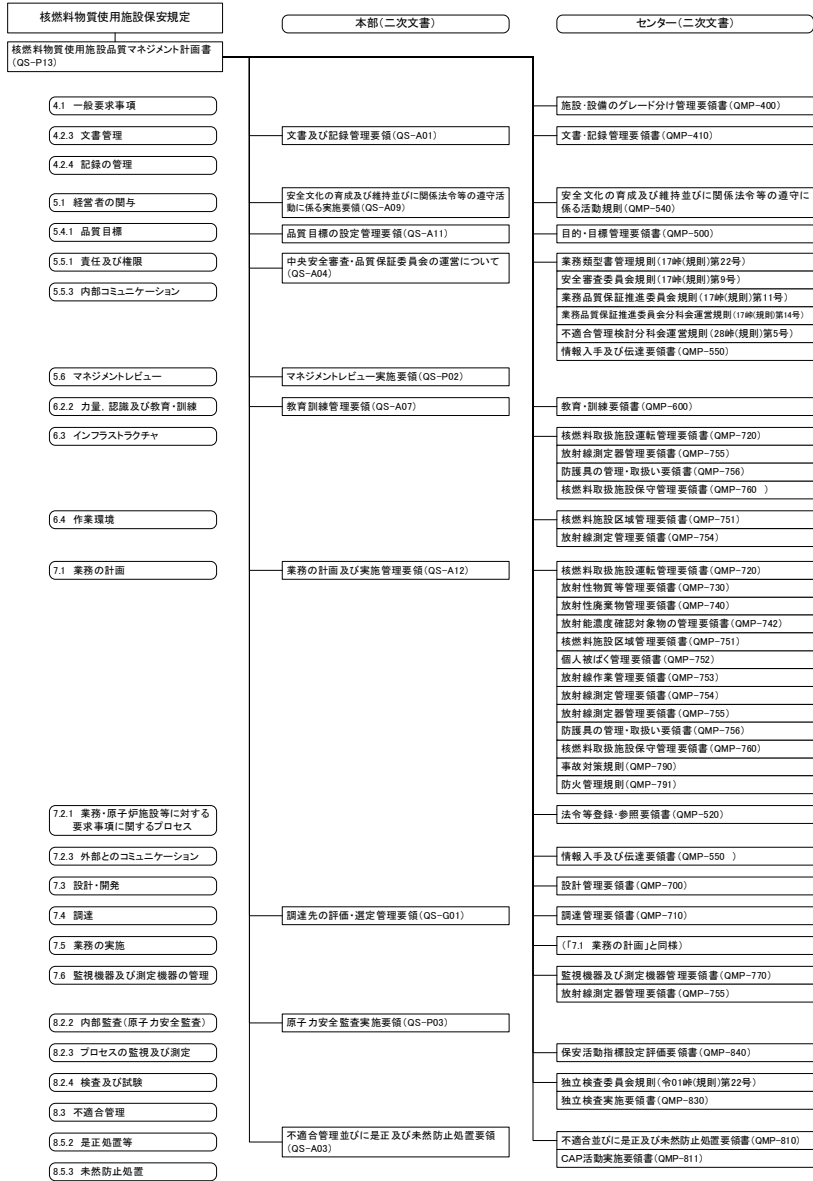 核燃料物質使用施設保安規定
本部(二次文書)
センター(二次文書)
核燃料物質使用施設品質マネジメント計画書
(QS-P13)
4.1 一般要求事項
施設・設備のグレード分け管理要領書(QMP-400)
4.2.3 文書管理
文書及び記録管理要領(QS-A01)
文書・記録管理要領書(QMP-410)
4.2.4 記録の管理
5.1 経営者の関与
安全文化の育成及び維持並びに関係法令等の遵守活
動に係る実施要領(QS-A09)
安全文化の育成及び維持並びに関係法令等の遵守に
係る活動規則(QMP-540)
5.4.1 品質目標
品質目標の設定管理要領(QS-A11)
目的・目標管理要領書(QMP-500)
5.5.1 責任及び権限
中央安全審査・品質保証委員会の運営について
(QS-A04)
業務類型書管理規則(17峠(規則)第22号)
安全審査委員会規則(17峠(規則)第9号)
5.5.3 内部コミュニケーション
業務品質保証推進委員会規則(17峠(規則)第11号)
業務品質保証推進委員会分科会運営規則(17峠(規則)第14号)
不適合管理検討分科会運営規則(28峠(規則)第5号)
情報入手及び伝達要領書(QMP-550)
5.6 マネジメントレビュー
マネジメントレビュー実施要領(QS-P02)
6.2.2 力量, 認識及び教育・訓練
教育訓練管理要領(QS-A07)
教育・訓練要領書(QMP-600)
6.3 インフラストラクチャ
核燃料取扱施設運転管理要領書(QMP-720)
放射線測定器管理要領書(QMP-755)
防護具の管理・取扱い要領書(QMP-756)
核燃料取扱施設保守管理要領書(QMP-760 )
6.4 作業環境
核燃料施設区域管理要領書(QMP-751)
放射線測定管理要領書(QMP-754)
7.1 業務の計画
業務の計画及び実施管理要領(QS-A12)
核燃料取扱施設運転管理要領書(QMP-720)
放射性物質等管理要領書(QMP-730)
放射性廃棄物管理要領書(QMP-740)
放射能濃度確認対象物の管理要領書(QMP-742)
核燃料施設区域管理要領書(QMP-751)
個人被ばく管理要領書(QMP-752)
放射線作業管理要領書(QMP-753)
放射線測定管理要領書(QMP-754)
放射線測定器管理要領書(QMP-755)
防護具の管理・取扱い要領書(QMP-756)
核燃料取扱施設保守管理要領書(QMP-760)
事故対策規則(QMP-790)
防火管理規則(QMP-791)
7.2.1 業務・原子炉施設等に対する
要求事項に関するプロセス
法令等登録・参照要領書(QMP-520)
7.2.3 外部とのコミュニケーション
情報入手及び伝達要領書(QMP-550 )
7.3 設計・開発
設計管理要領書(QMP-700)
7.4 調達
調達先の評価・選定管理要領(QS-G01)
調達管理要領書(QMP-710)
7.5 業務の実施
(「7.1 業務の計画」と同様)
7.6 監視機器及び測定機器の管理
監視機器及び測定機器管理要領書(QMP-770)
放射線測定器管理要領書(QMP-755)
8.2.2 内部監査(原子力安全監査)
原子力安全監査実施要領(QS-P03)
8.2.3 プロセスの監視及び測定
保安活動指標設定評価要領書(QMP-840)
8.2.4 検査及び試験
独立検査委員会規則(令01峠(規則)第22号)
独立検査実施要領書(QMP-830)
8.3 不適合管理
8.5.2 是正処置等
不適合管理並びに是正及び未然防止処置要領
(QS-A03)
不適合並びに是正及び未然防止処置要領書(QMP-810)
CAP活動実施要領書(QMP-811)
8.5.3 未然防止処置